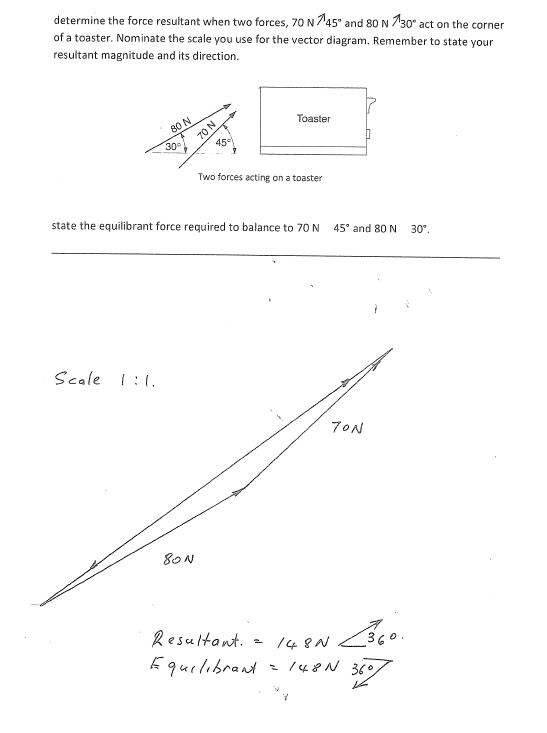 determine the force resultant when two forces, 70 N ↗45° and 80 N ↗30° act on the corner
of a toaster. Nominate the scale you use for the vector diagram. Remember to state your
resultant magnitude and its direction.
80 N
70 N
30°
45°
Toaster
Two forces acting on a toaster
state the equilibrant force required to balance to 70 N 45° and 80 N 30°.
Scale 1:1.
70N
80N
Resultant. = 148N 36°.
Equilibrant = 148N 36°